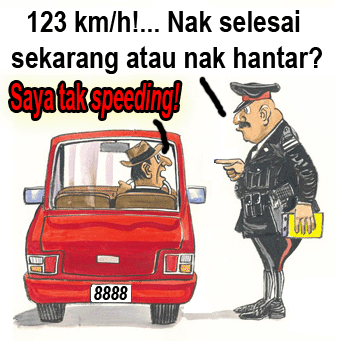 123 km/h!... Nak selesai
sekarang atau nak hantar?
Saya tak speeding!
8888